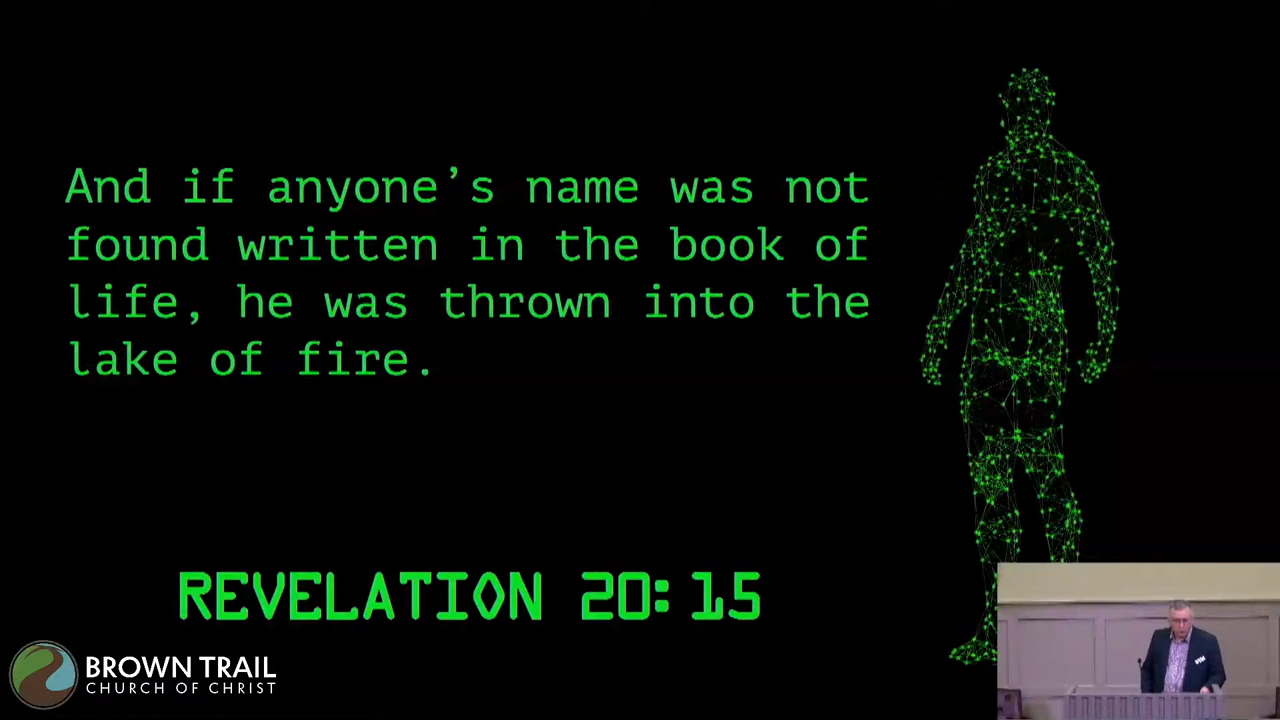 And if anyone’s name was not
found written in the book of
life, he was thrown into the
lake of fire.
REVELATION 20:15
BROWN TRAIL
CHURCH OF CHRIST